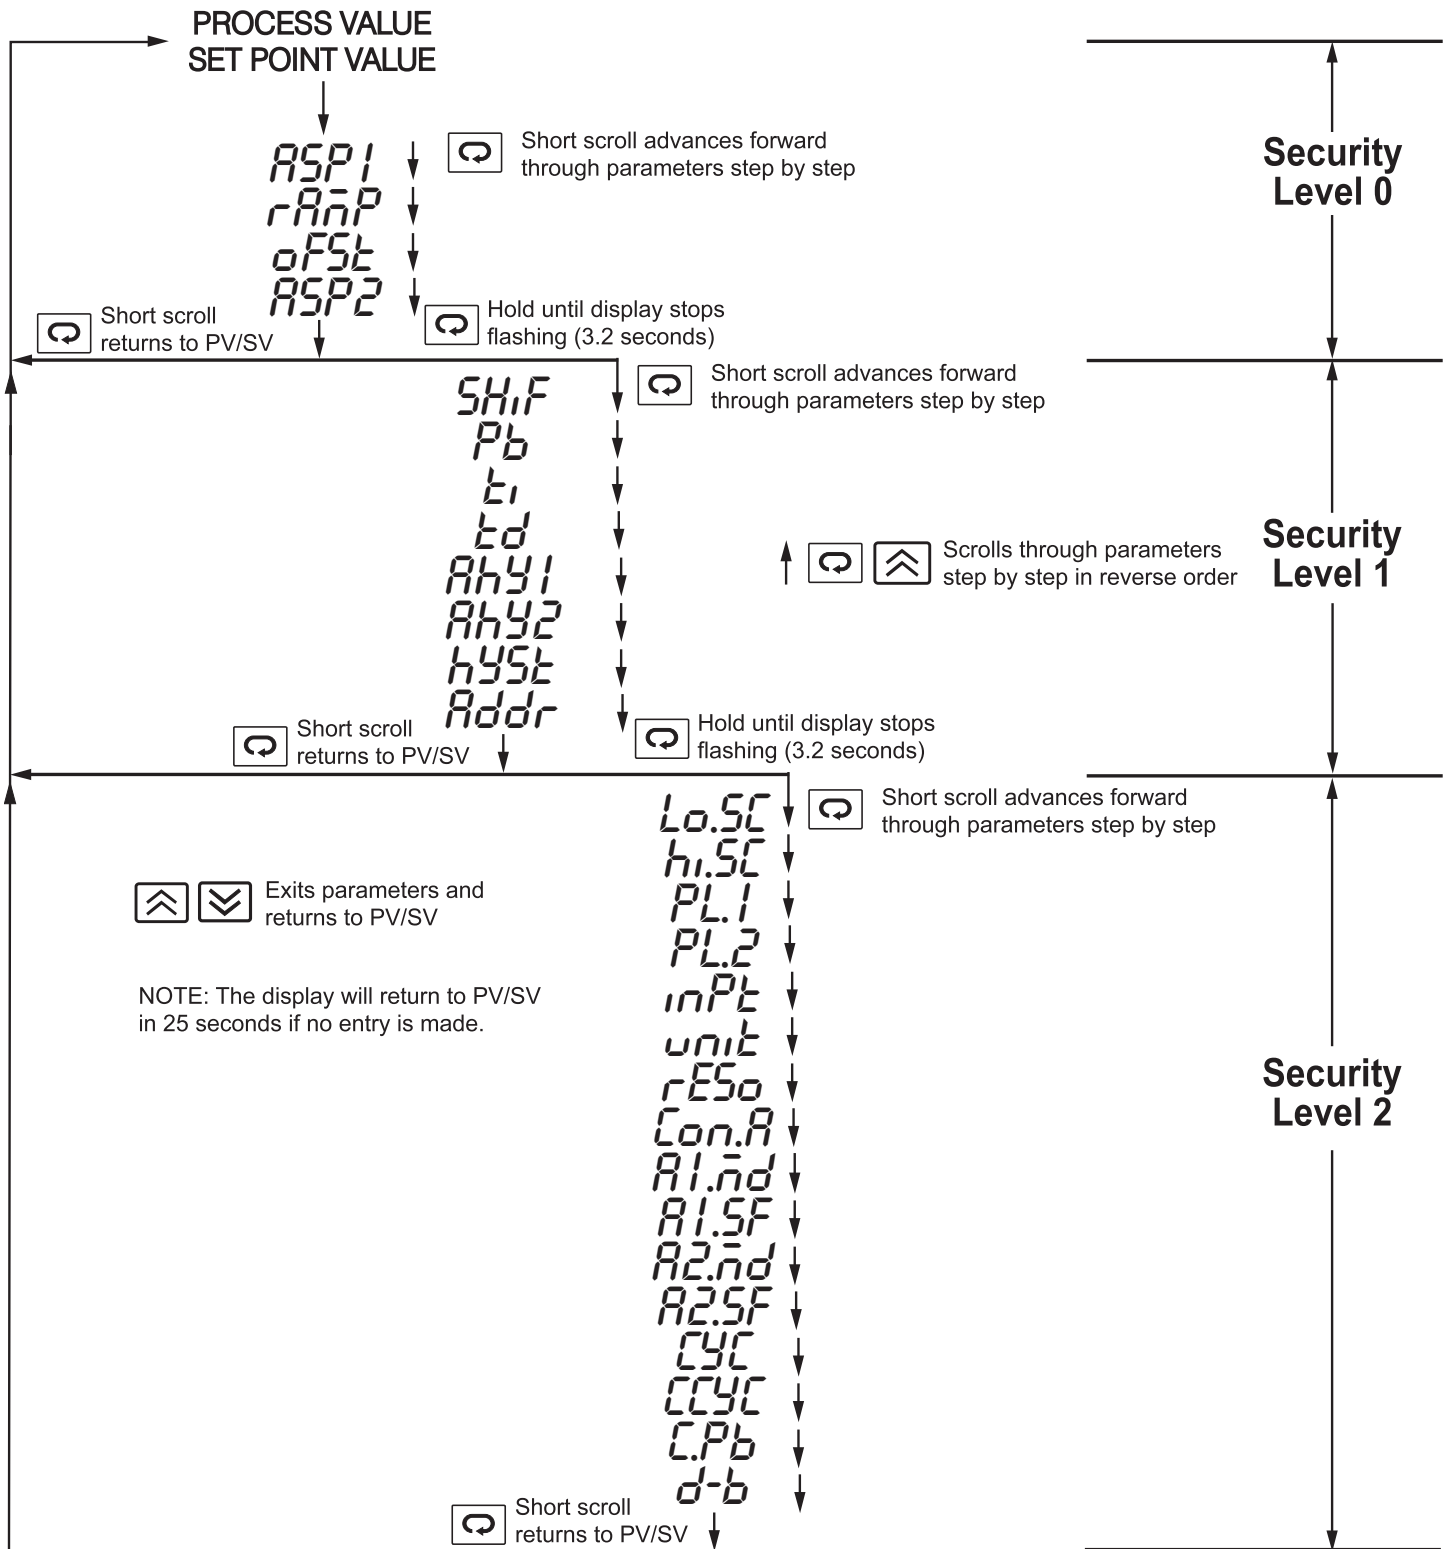 PROCESS VALUE
SET POINT VALUE
ASP1
Short scroll advances forward
through parameters step by step
rAmP
oFSt
ASP2
Security
Level 0
Short scroll
returns to PV/SV
Hold until display stops
flashing (3.2 seconds)
SHiF
Short scroll advances forward
through parameters step by step
Pb
ti
td
Ahy1
Ahy2
hySt
Addr
Scrolls through parameters
step by step in reverse order
Security
Level 1
Short scroll
returns to PV/SV
Hold until display stops
flashing (3.2 seconds)
Lo.SC
Short scroll advances forward
through parameters step by step
hi.SC
PL.1
PL.2
inPt
unit
rESo
Con.A
A1.md
A1.SF
A2.md
A2.SF
CYC
CCYC
C.Pb
d-b
Exits parameters and
returns to PV/SV
NOTE: The display will return to PV/SV
in 25 seconds if no entry is made.
Security
Level 2
Short scroll
returns to PV/SV